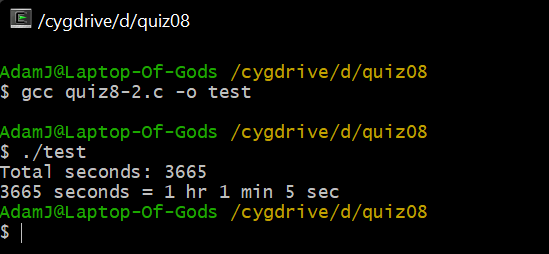 /cygdrive/d/quiz08
AdamJ@Laptop-Of-Gods /cygdrive/d/quiz08
$ gcc quiz8-2.c -o test
AdamJ@Laptop-Of-Gods /cygdrive/d/quiz08
$ ./test
Total seconds: 3665
3665 seconds = 1 hr 1 min 5 sec
AdamJ@Laptop-Of-Gods /cygdrive/d/quiz08
$